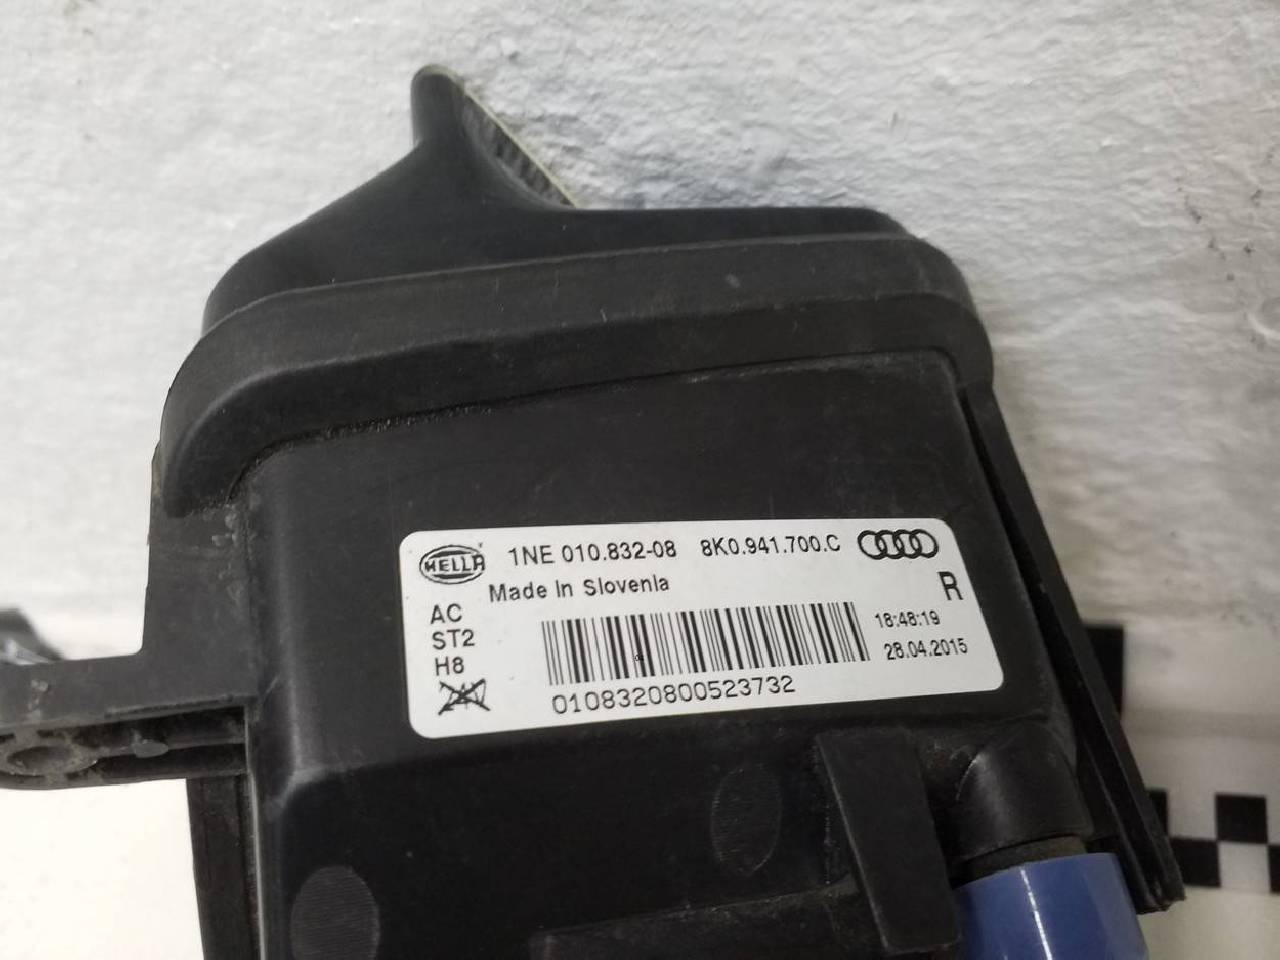 HELLA 1NE 010.832-08 8K0.941.700.C
Made In Slovenia
R
AC
ST2
H8
24V
18:48:19
28.04.2015
0108320800523732